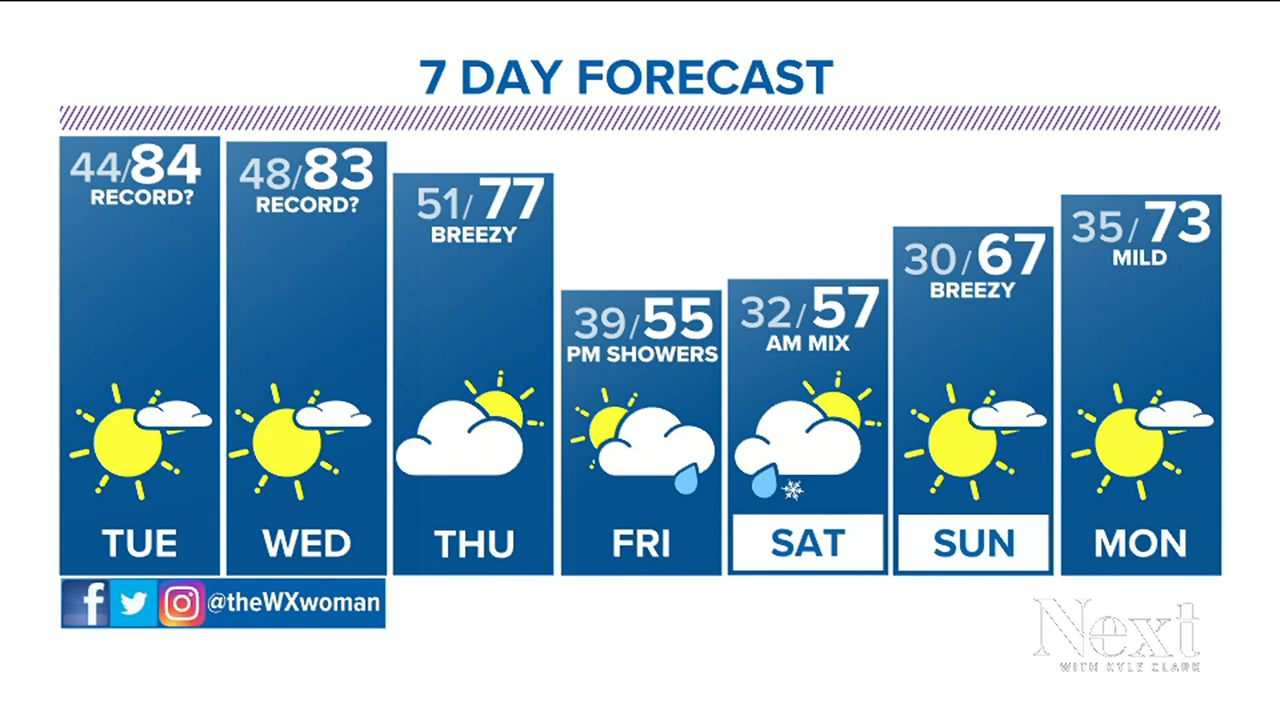 7 DAY FORECAST
44/84
RECORD?
TUE
48/83
RECORD?
WED
51/77
BREEZY
THU
39/55
PM SHOWERS
FRI
32/57
AM MIX
SAT
30/67
BREEZY
SUN
35/73
MILD
MON
@theWXwoman
Next
WITH KYLE CLARK